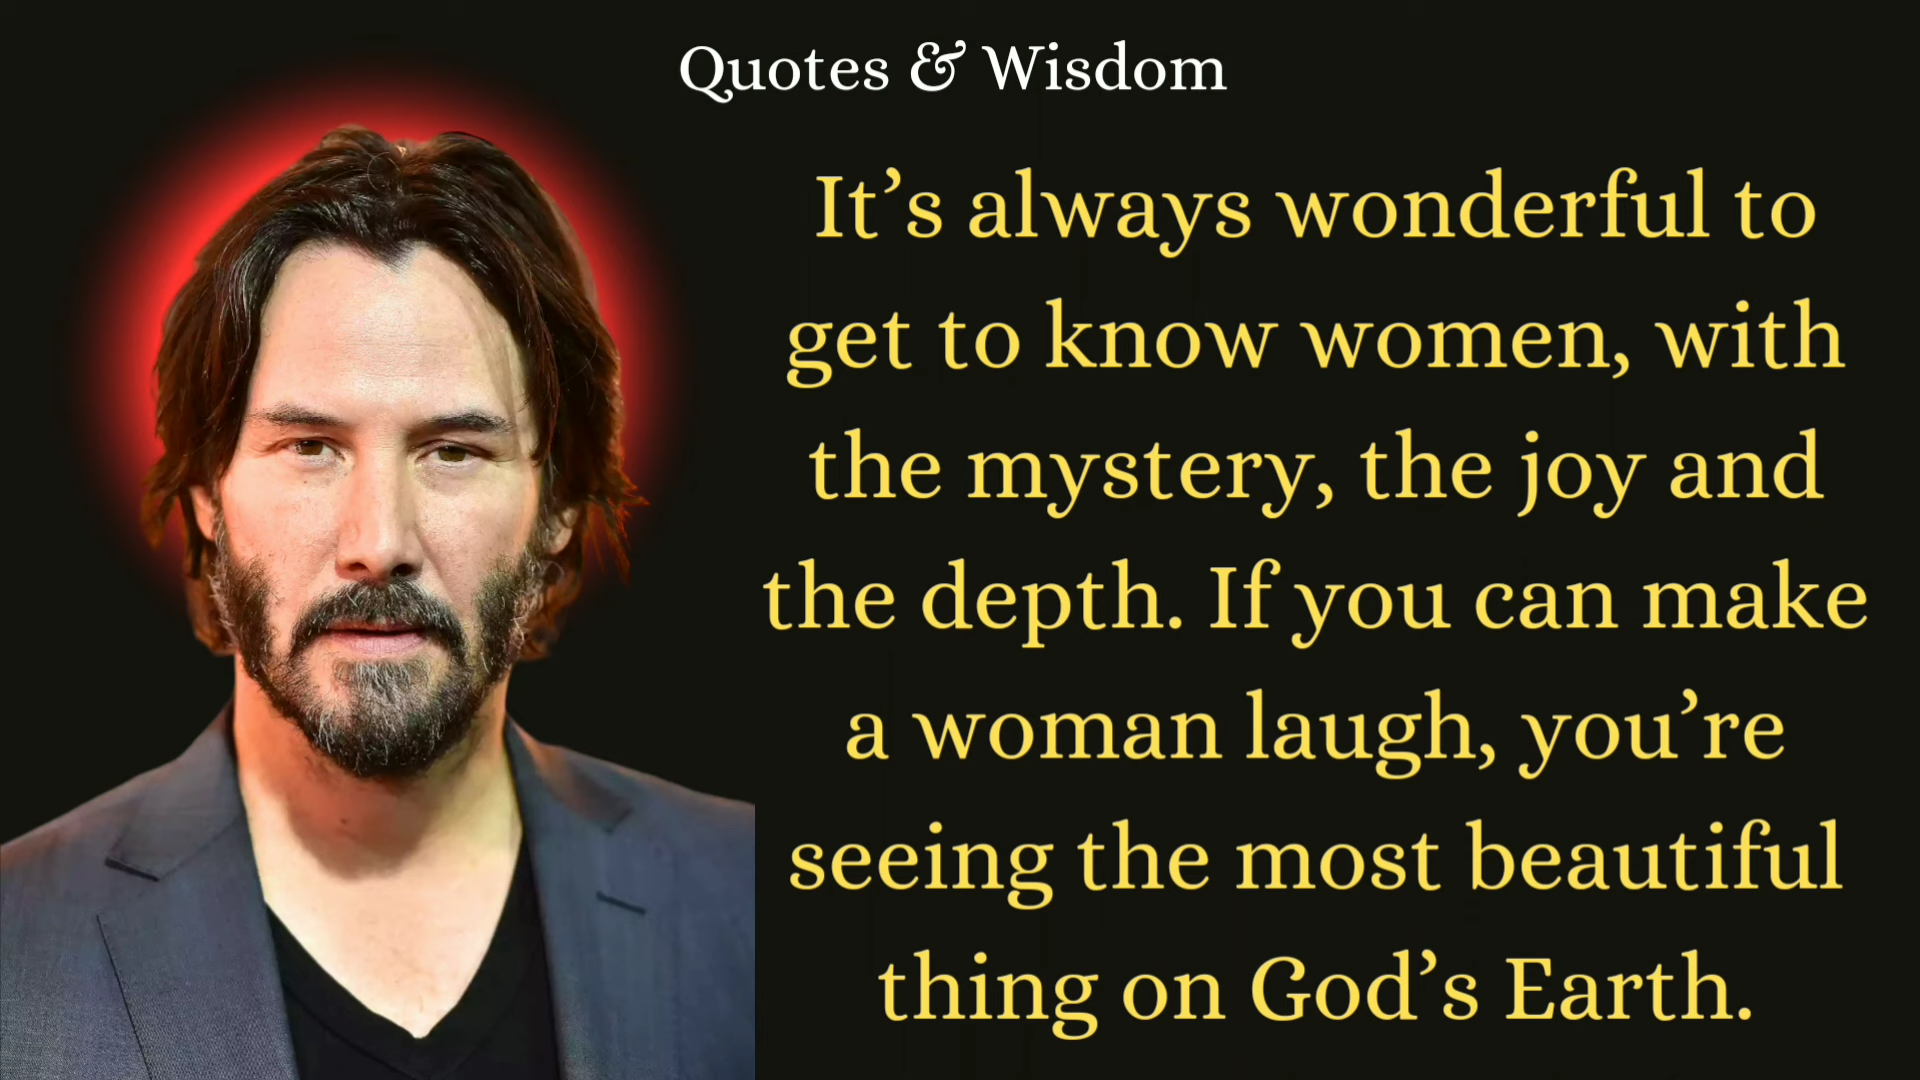 Quotes & Wisdom
It’s always wonderful to
get to know women, with
the mystery, the joy and
the depth. If you can make
a woman laugh, you’re
seeing the most beautiful
thing on God’s Earth.